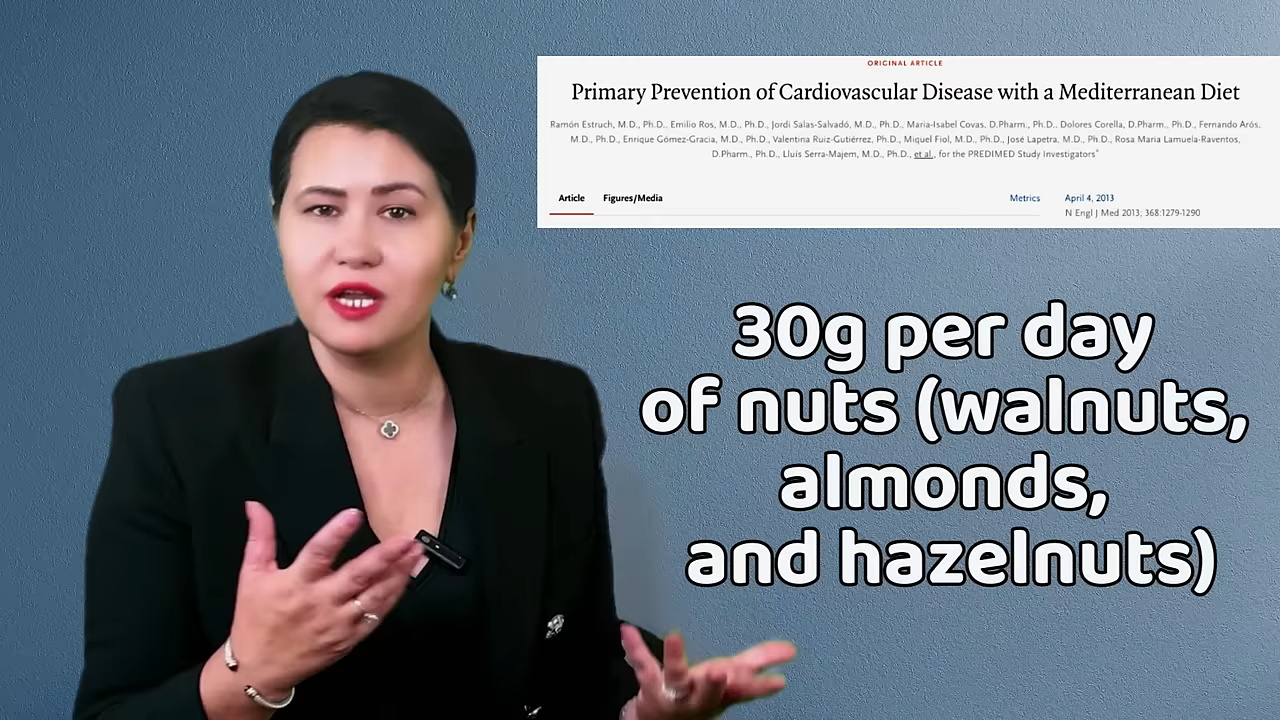 ORIGINAL ARTICLE
Primary Prevention of Cardiovascular Disease with a Mediterranean Diet
Ramón Estruch, M.D., Ph.D., Emilio Ros, M.D., Ph.D., Jordi Salas-Salvadó, M.D., Ph.D., Maria-Isabel Covas, D.Pharm., Ph.D., Dolores Corella, D.Pharm., Ph.D., Fernando Arós,
M.D., Ph.D., Enrique Gómez-Gracia, M.D., Ph.D., Valentina Ruiz-Gutiérrez, Ph.D., Miquel Fiol, M.D., Ph.D., José Lapetra, M.D., Ph.D., Rosa Maria Lamuela-Raventos,
D.Pharm., Ph.D., Lluís Serra-Majem, M.D., Ph.D., et al., for the PREDIMED Study Investigators*
Article Figures/Media Metrics April 4, 2013
N Engl J Med 2013; 368:1279-1290
30g per day
of nuts (walnuts,
almonds,
and hazelnuts)